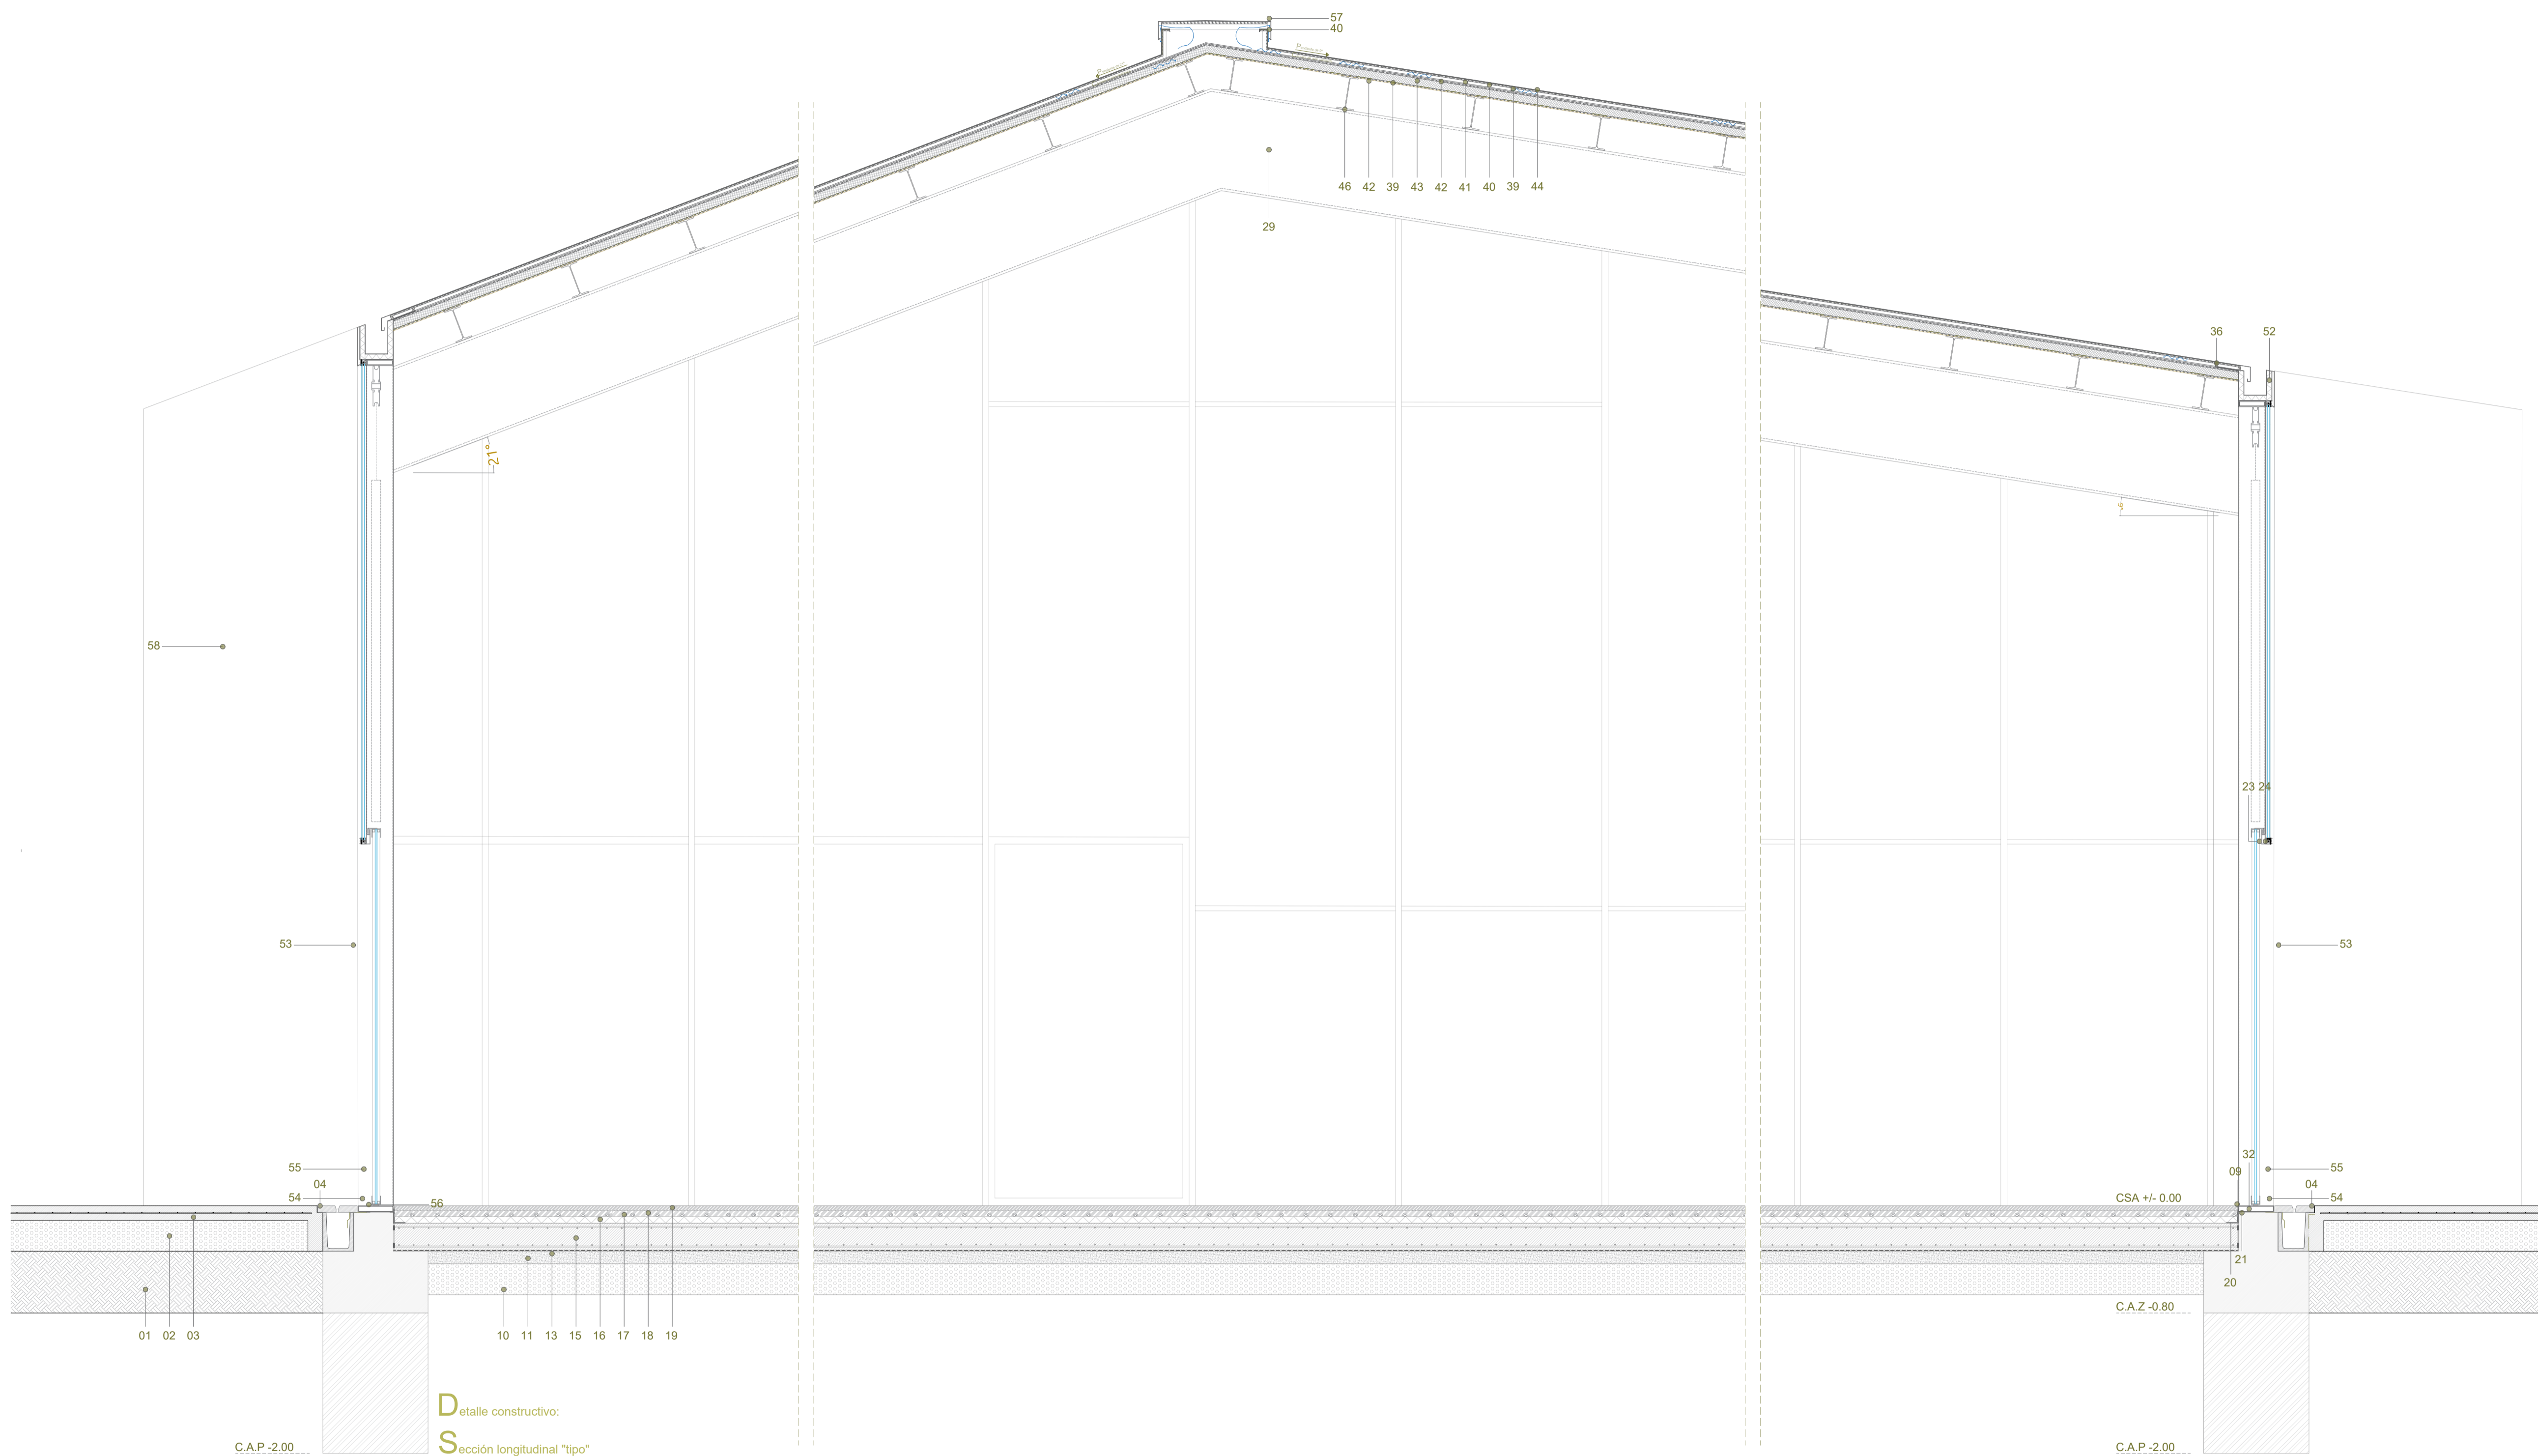 57
40
46 42 39 43 42 41 40 39 44
29
36 52
21°
58
23 24
53 53
32
09
55 55
04 04
54 54
56
CSA +/- 0.00
21
20
C.A.Z -0.80
01 02 03 10 11 13 15 16 17 18 19
Detalle constructivo:
Sección longitudinal "tipo"
C.A.P -2.00 C.A.P -2.00